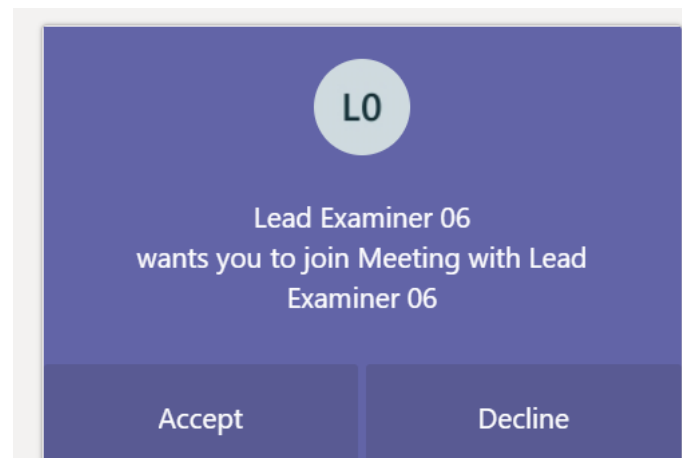 L0
Lead Examiner 06
wants you to join Meeting with Lead
Examiner 06
Accept
Decline